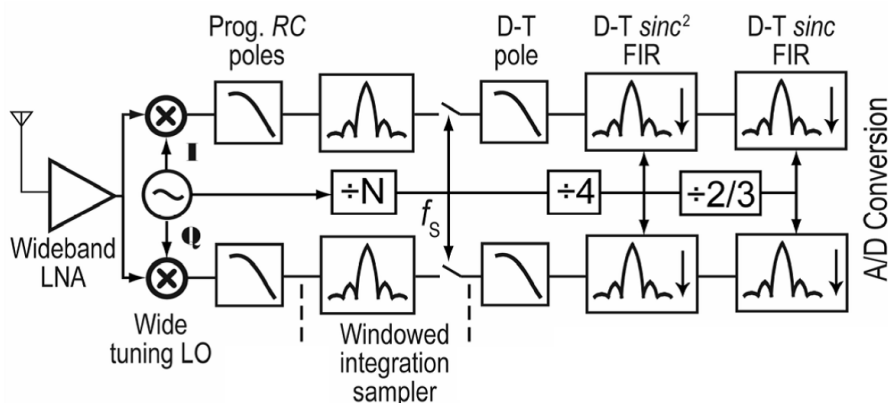 Prog. RC
poles
D-T
pole
D-T sinc²
FIR
D-T sinc
FIR
I
÷N
÷4
÷2/3
fS
Q
Wideband
LNA
Wide
tuning LO
Windowed
integration
sampler
A/D Conversion